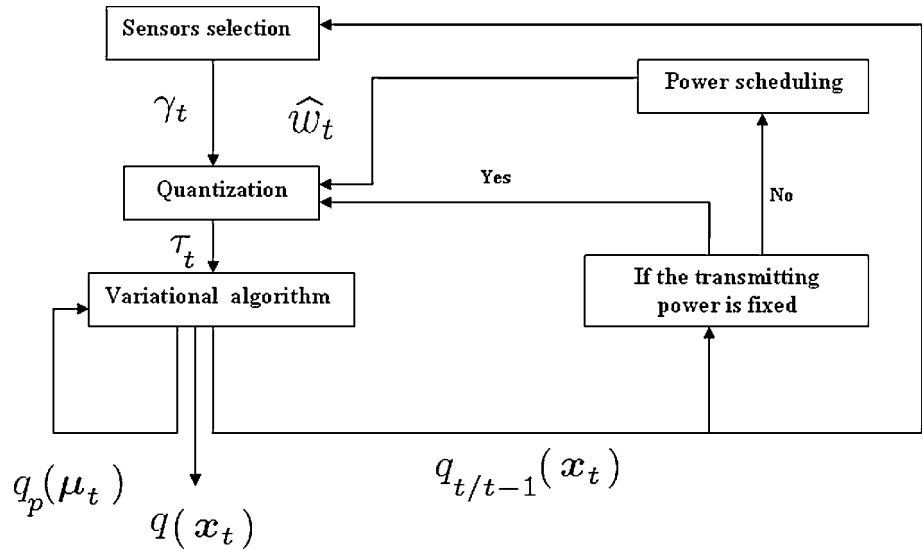 Sensors selection
Power scheduling
γ_t
ŵ_t
Yes
No
Quantization
τ_t
If the transmitting
power is fixed
Variational algorithm
q_p(μ_t)
q_{t/t−1}(x_t)
q(x_t)